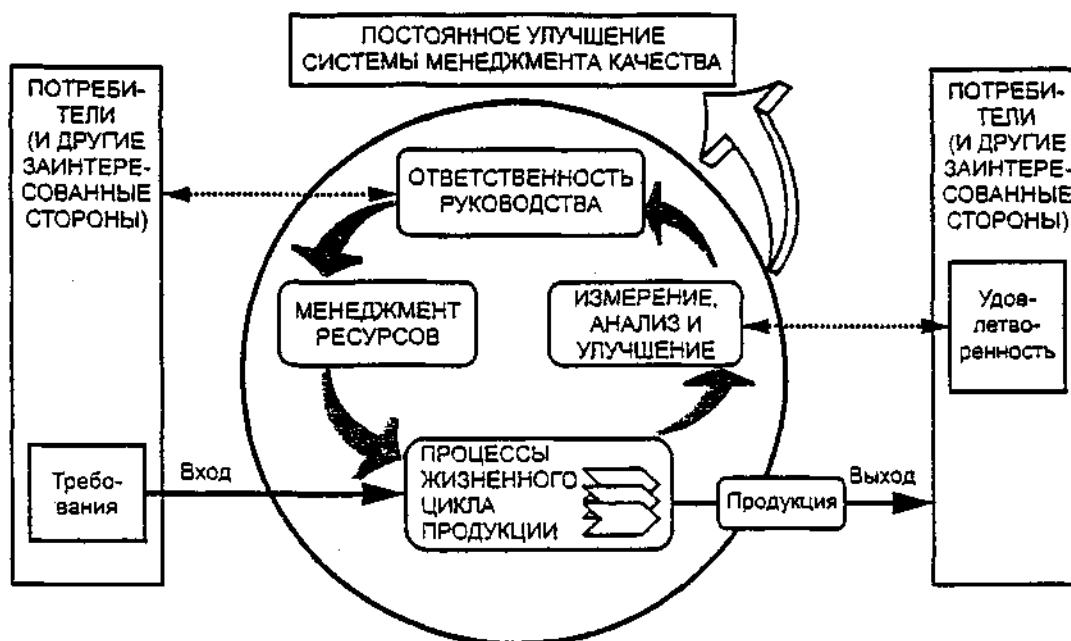 ПОСТОЯННОЕ УЛУЧШЕНИЕ
СИСТЕМЫ МЕНЕДЖМЕНТА КАЧЕСТВА
ПОТРЕБИ-
ТЕЛИ
(И ДРУГИЕ
ЗАИНТЕРЕ-
СОВАННЫЕ
СТОРОНЫ)
ОТВЕТСТВЕННОСТЬ
РУКОВОДСТВА
МЕНЕДЖМЕНТ
РЕСУРСОВ
ИЗМЕРЕНИЕ,
АНАЛИЗ И
УЛУЧШЕНИЕ
ПОТРЕБИ-
ТЕЛИ
(И ДРУГИЕ
ЗАИНТЕРЕ-
СОВАННЫЕ
СТОРОНЫ)
Удов-
летво-
ренность
Требо-
вания
Вход
ПРОЦЕССЫ
ЖИЗНЕННОГО
ЦИКЛА
ПРОДУКЦИИ
Продукция
Выход